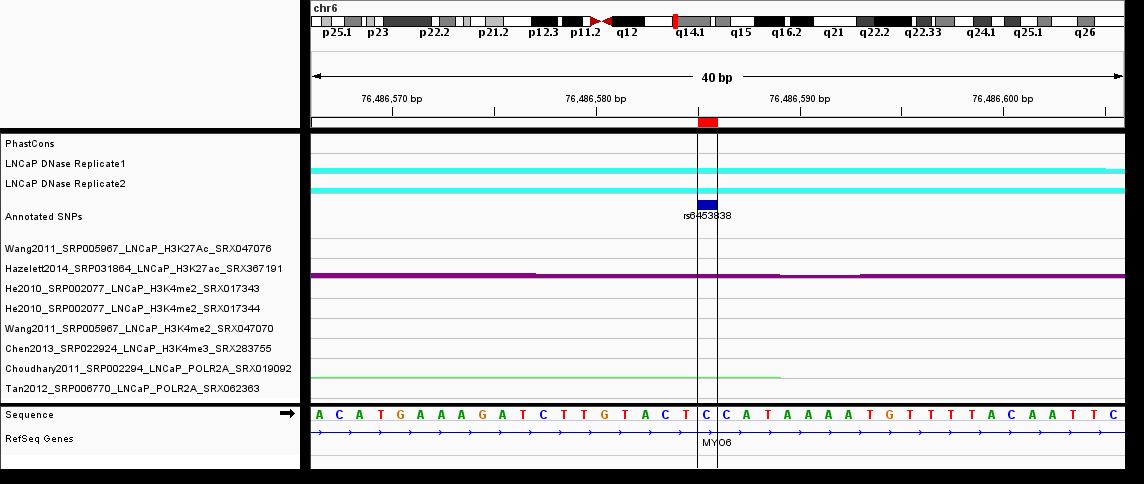 chr6
p25.1 p23 p22.2 p21.2 p12.3 p11.2 q12 q14.1 q15 q16.2 q21 q22.2 q22.33 q24.1 q25.1 q26
40 bp
76,486,570 bp 76,486,580 bp 76,486,590 bp 76,486,600 bp
PhastCons
LNCaP DNase Replicate1
LNCaP DNase Replicate2
Annotated SNPs
rs6453838
Wang2011_SRP005967_LNCaP_H3K27Ac_SRX047076
Hazelett2014_SRP031864_LNCaP_H3K27ac_SRX367191
He2010_SRP002077_LNCaP_H3K4me2_SRX017343
He2010_SRP002077_LNCaP_H3K4me2_SRX017344
Wang2011_SRP005967_LNCaP_H3K4me2_SRX047070
Chen2013_SRP022924_LNCaP_H3K4me3_SRX283755
Choudhary2011_SRP002294_LNCaP_POLR2A_SRX019092
Tan2012_SRP006770_LNCaP_POLR2A_SRX062363
Sequence A C A T G A A A G A T C T T G T A C T C C A T A A A A T G T T T T A C A A T T C
RefSeq Genes
MYO6